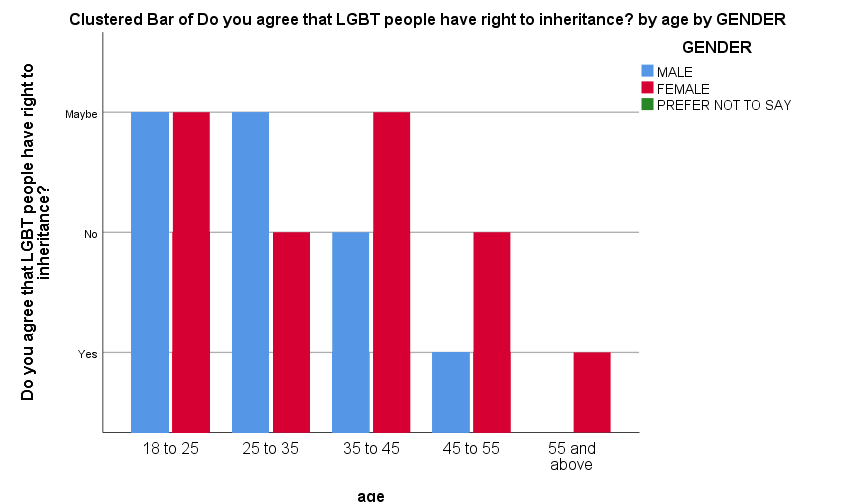 Clustered Bar of Do you agree that LGBT people have right to inheritance? by age by GENDER
GENDER
MALE
FEMALE
PREFER NOT TO SAY
Do you agree that LGBT people have right to
inheritance?
Maybe
No
Yes
18 to 25
25 to 35
35 to 45
45 to 55
55 and
above
age